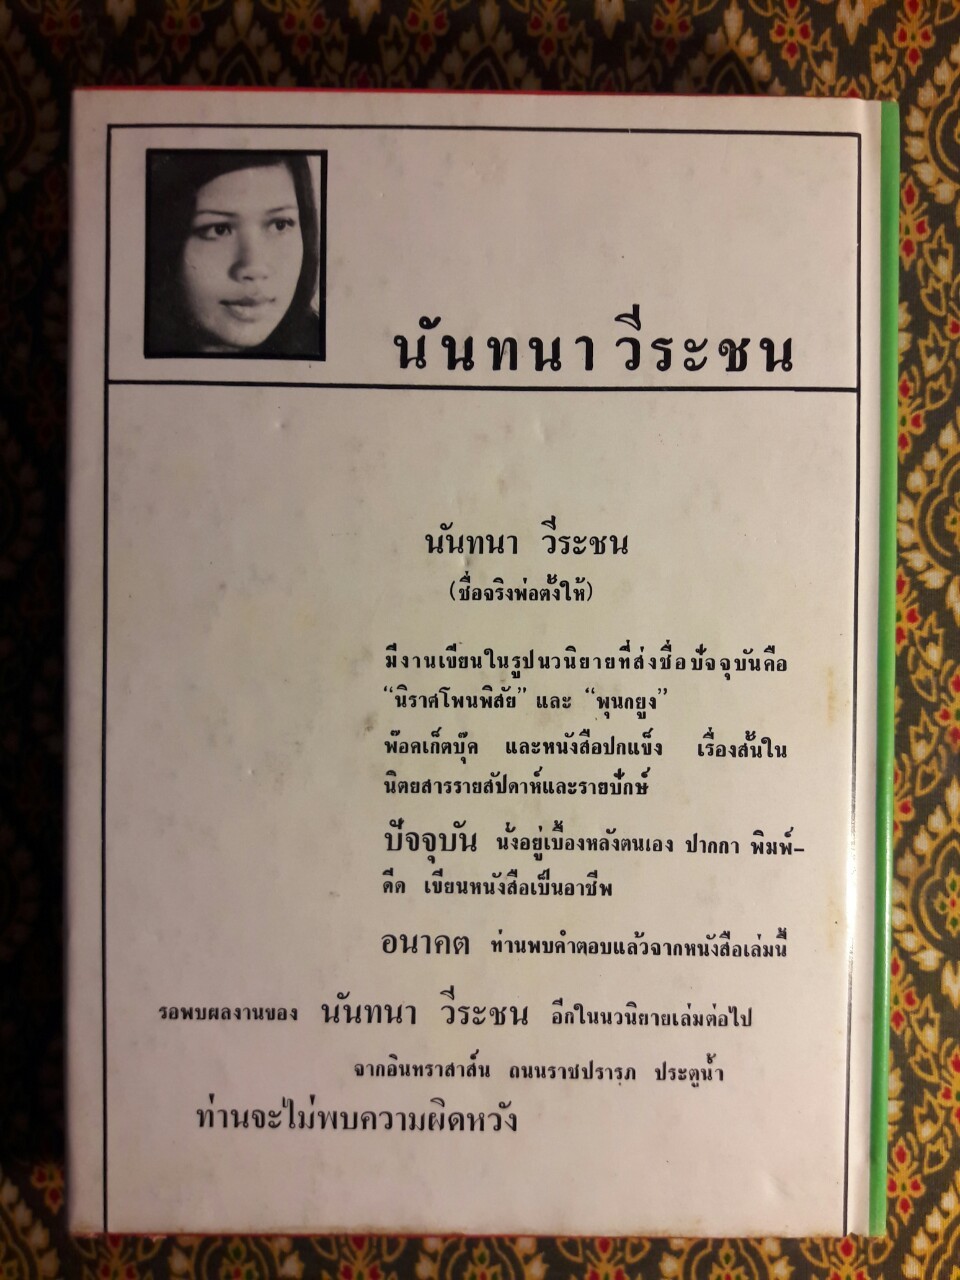 นันทนา วีระชน
นันทนา วีระชน
(ชื่อจริงพ่อตั้งให้)
มีงานเขียนในรูปนวนิยายที่ส่งชื่อปัจจุบันคือ
“นิราศโพนพิสัย” และ “พุนกยูง”
พ๊อคเก็ตบุ๊ค และหนังสือปกแข็ง เรื่องสั้นใน
นิตยสารรายสัปดาห์และรายปักษ์
ปัจจุบัน นั่งอยู่เบื้องหลังตนเอง ปากกา พิมพ์-
ดีด เขียนหนังสือเป็นอาชีพ
อนาคต ท่านพบคำตอบแล้วจากหนังสือเล่มนี้
รอพบผลงานของ นันทนา วีระชน อีกในนวนิยายเล่มต่อไป
จากอินทราสาส์น ถนนราชปรารภ ประตูน้ำ
ท่านจะไม่พบความผิดหวัง